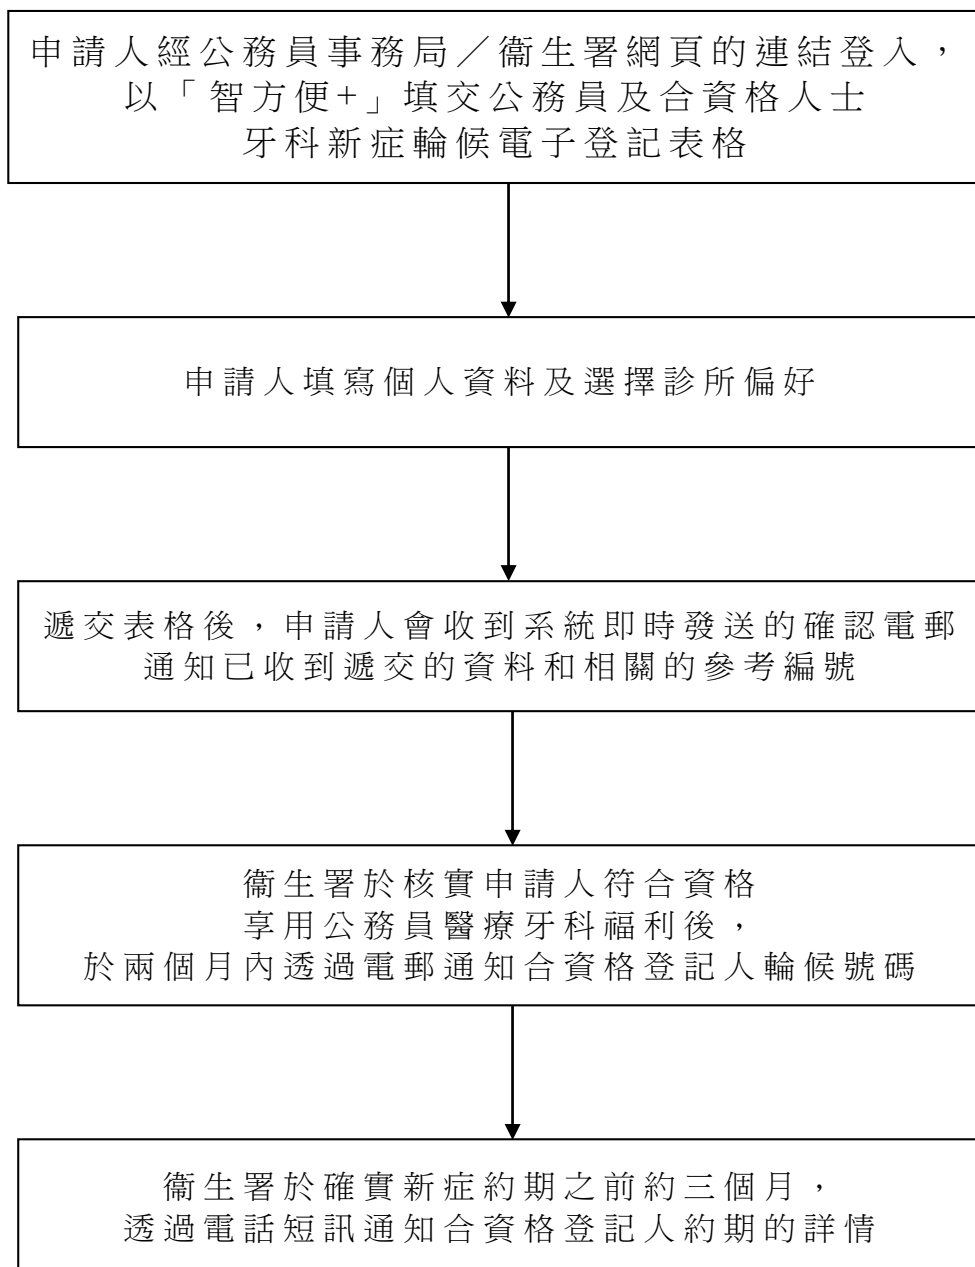 申請人經公務員事務局／衞生署網頁的連結登入，
以「智方便+」填交公務員及合資格人士
牙科新症輪候電子登記表格
申請人填寫個人資料及選擇診所偏好
遞交表格後，申請人會收到系統即時發送的確認電郵
通知已收到遞交的資料和相關的參考編號
衞生署於核實申請人符合資格
享用公務員醫療牙科福利後，
於兩個月內透過電郵通知合資格登記人輪候號碼
衞生署於確實新症約期之前約三個月，
透過電話短訊通知合資格登記人約期的詳情